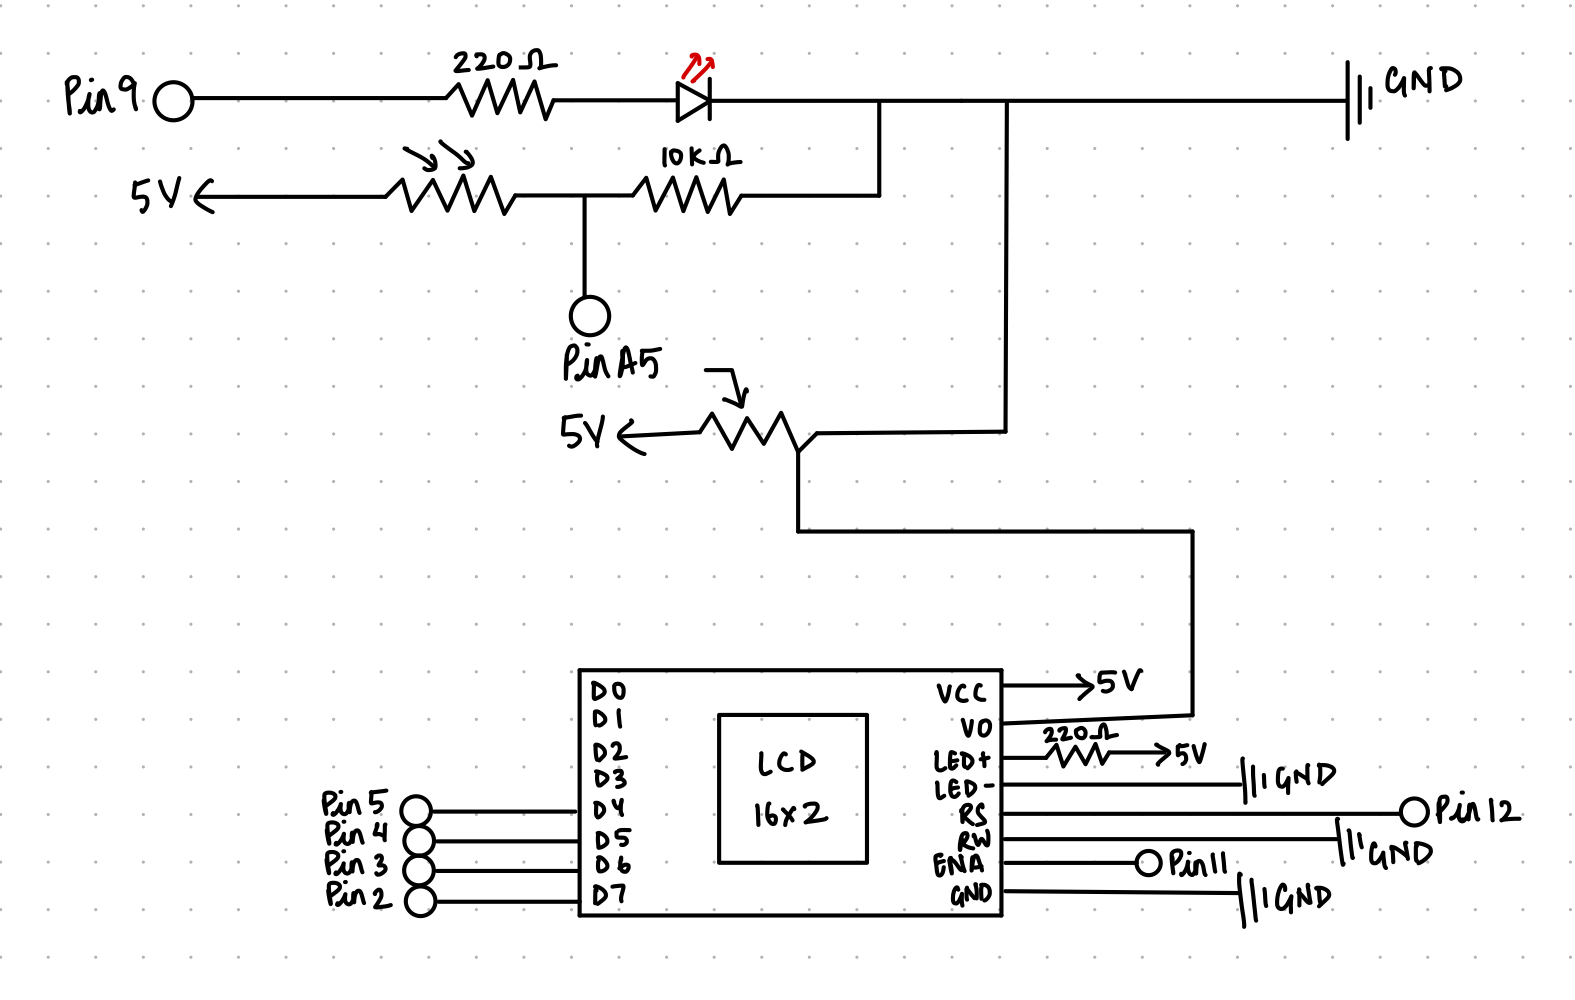 220Ω
Pin 9
GND
10KΩ
5V
Pin A5
5V
D0
D1
D2
D3
D4
D5
D6
D7
LCD
16x2
VCC
VO
LED+
LED-
RS
RW
ENA
GND
5V
220Ω
5V
GND
Pin 12
GND
Pin 11
GND
Pin 5
Pin 4
Pin 3
Pin 2